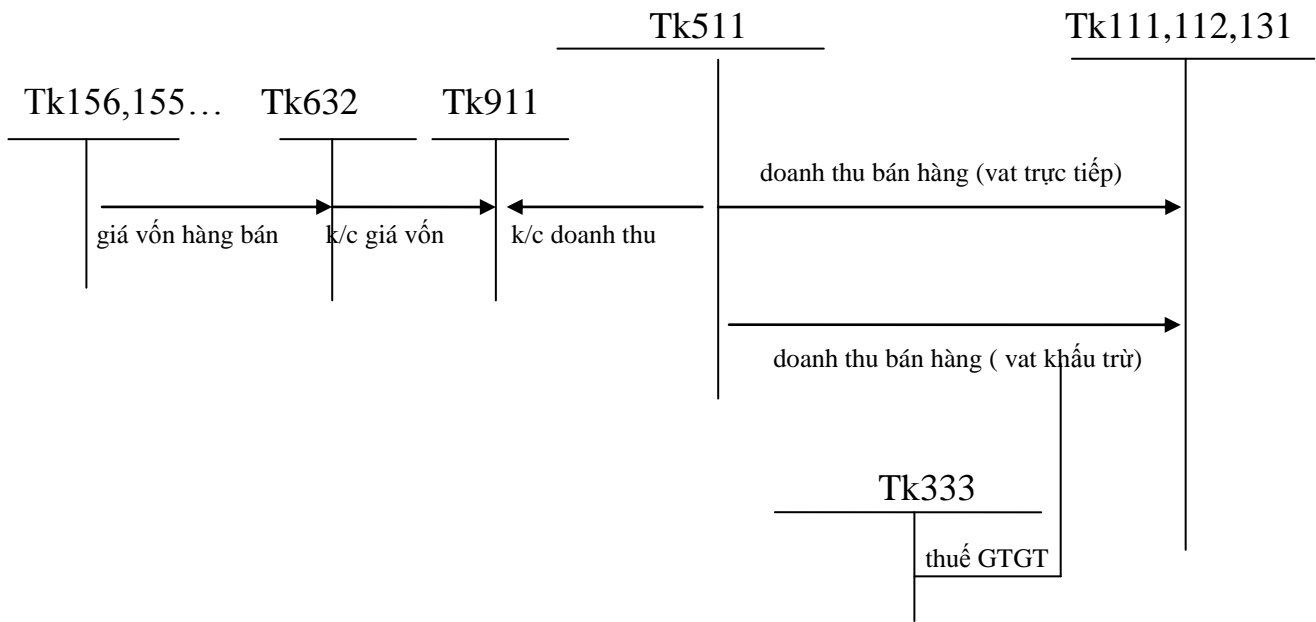 Tk511
Tk111,112,131
Tk156,155…
Tk632
Tk911
doanh thu bán hàng (vat trực tiếp)
giá vốn hàng bán
k/c giá vốn
k/c doanh thu
doanh thu bán hàng ( vat khấu trừ)
Tk333
thuế GTGT